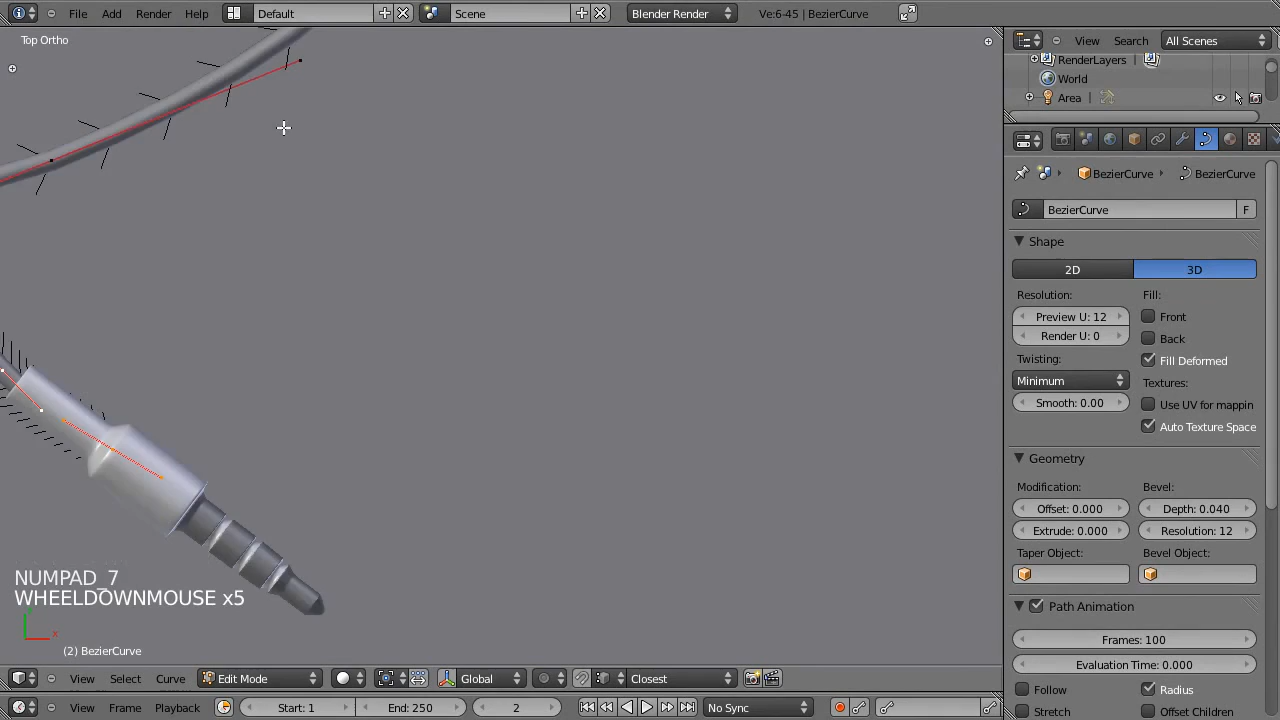 File Add Render Help Default Scene Blender Render Ve:6-45 | BezierCurve
Top Ortho
View Search All Scenes
RenderLayers
World
Area
BezierCurve BezierCurve
BezierCurve F
Shape
2D 3D
Resolution: Fill:
Preview U: 12 Front
Render U: 0 Back
Twisting: Fill Deformed
Minimum Textures:
Smooth: 0.00 Use UV for mappin
Auto Texture Space
Geometry
Modification: Bevel:
Offset: 0.000 Depth: 0.040
Extrude: 0.000 Resolution: 12
Taper Object: Bevel Object:
Path Animation
Frames: 100
Evaluation Time: 0.000
Follow Radius
Stretch Offset Children
NUMPAD_7
WHEELDOWNMOUSE x5
x
(2) BezierCurve
View Select Curve Edit Mode Global Closest
View Frame Playback Start: 1 End: 250 2 No Sync